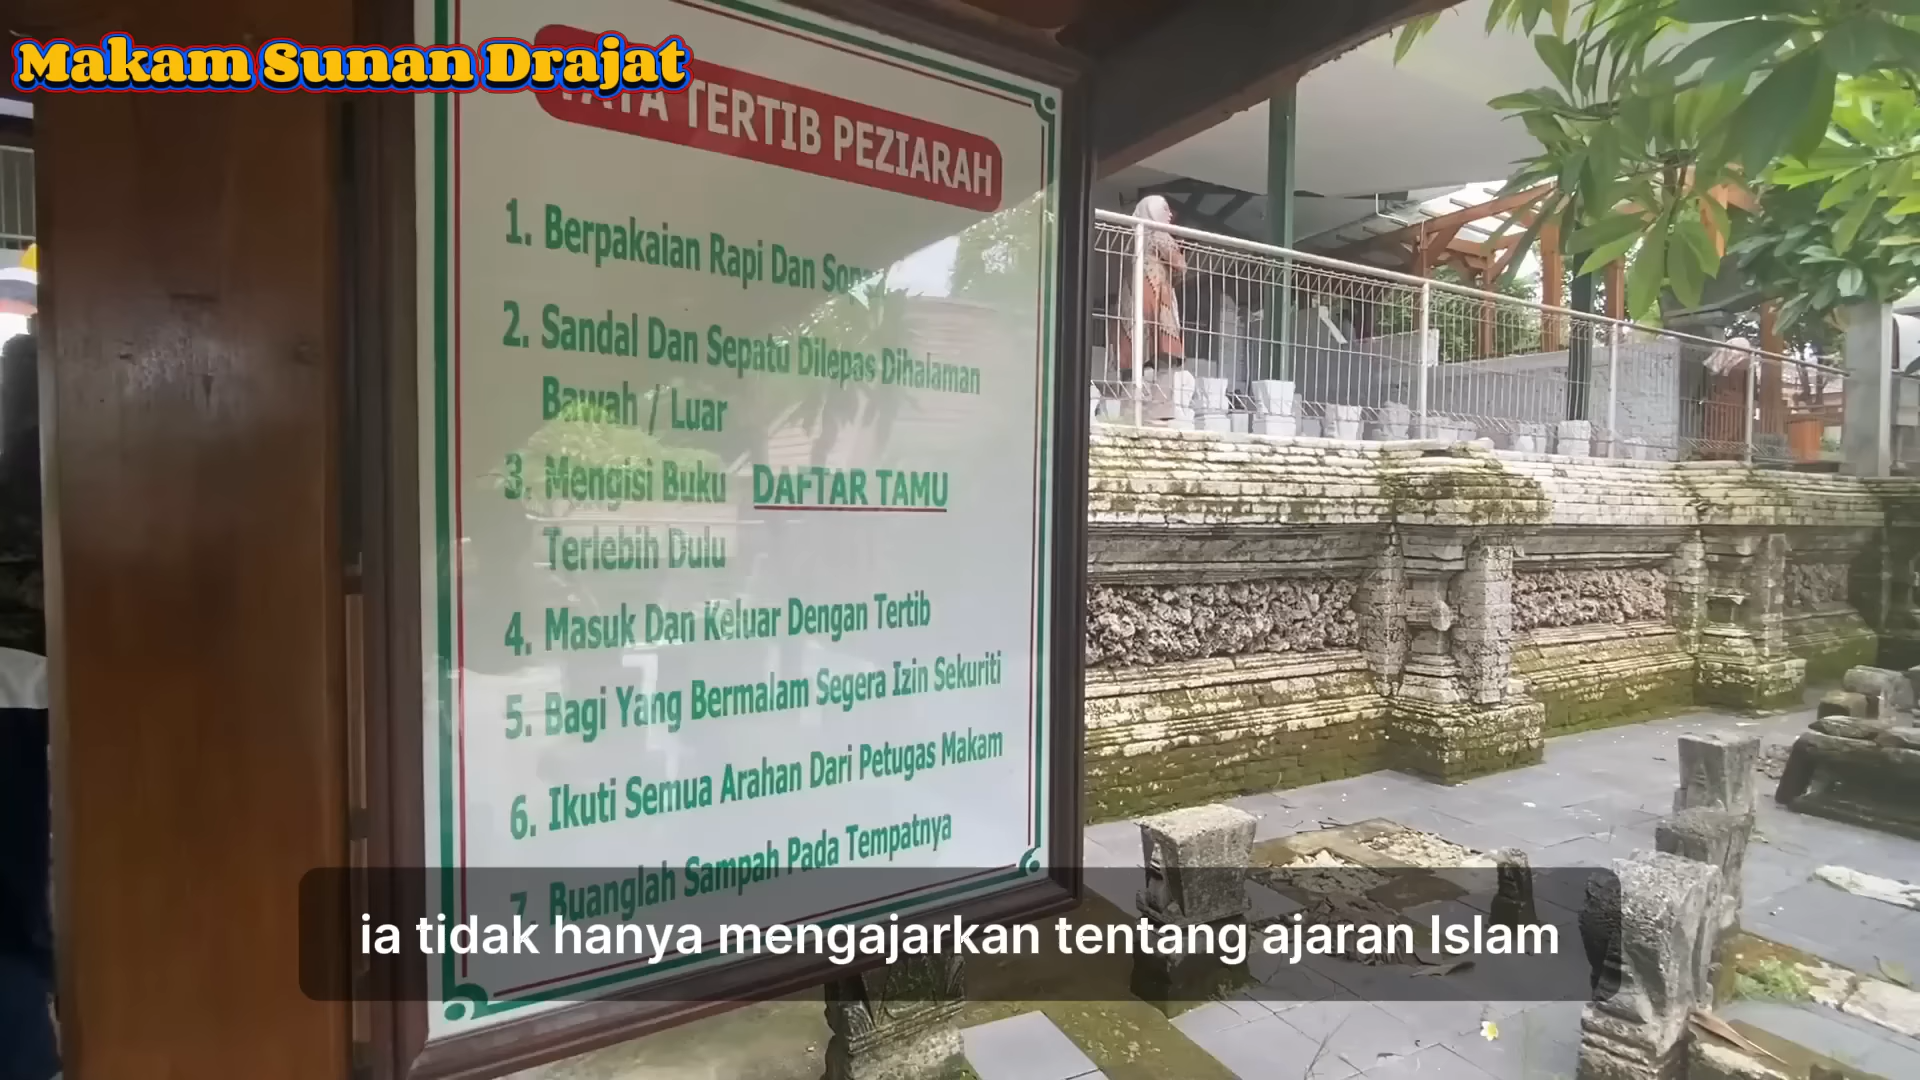 Makam Sunan Drajat
TATA TERTIB PEZIARAH
1. Berpakaian Rapi Dan
2. Sandal Dan Sepatu Dilepas Dihalaman
Bawah / Luar
3. Mengisi Buku DAFTAR TAMU
Terlebih Dulu
4. Masuk Dan Keluar Dengan Tertib
5. Bagi Yang Bermalam Segera Izin Sekuriti
6. Ikuti Semua Arahan Dari Petugas Makam
7. Buanglah Sampah Pada Tempatnya
ia tidak hanya mengajarkan tentang ajaran Islam